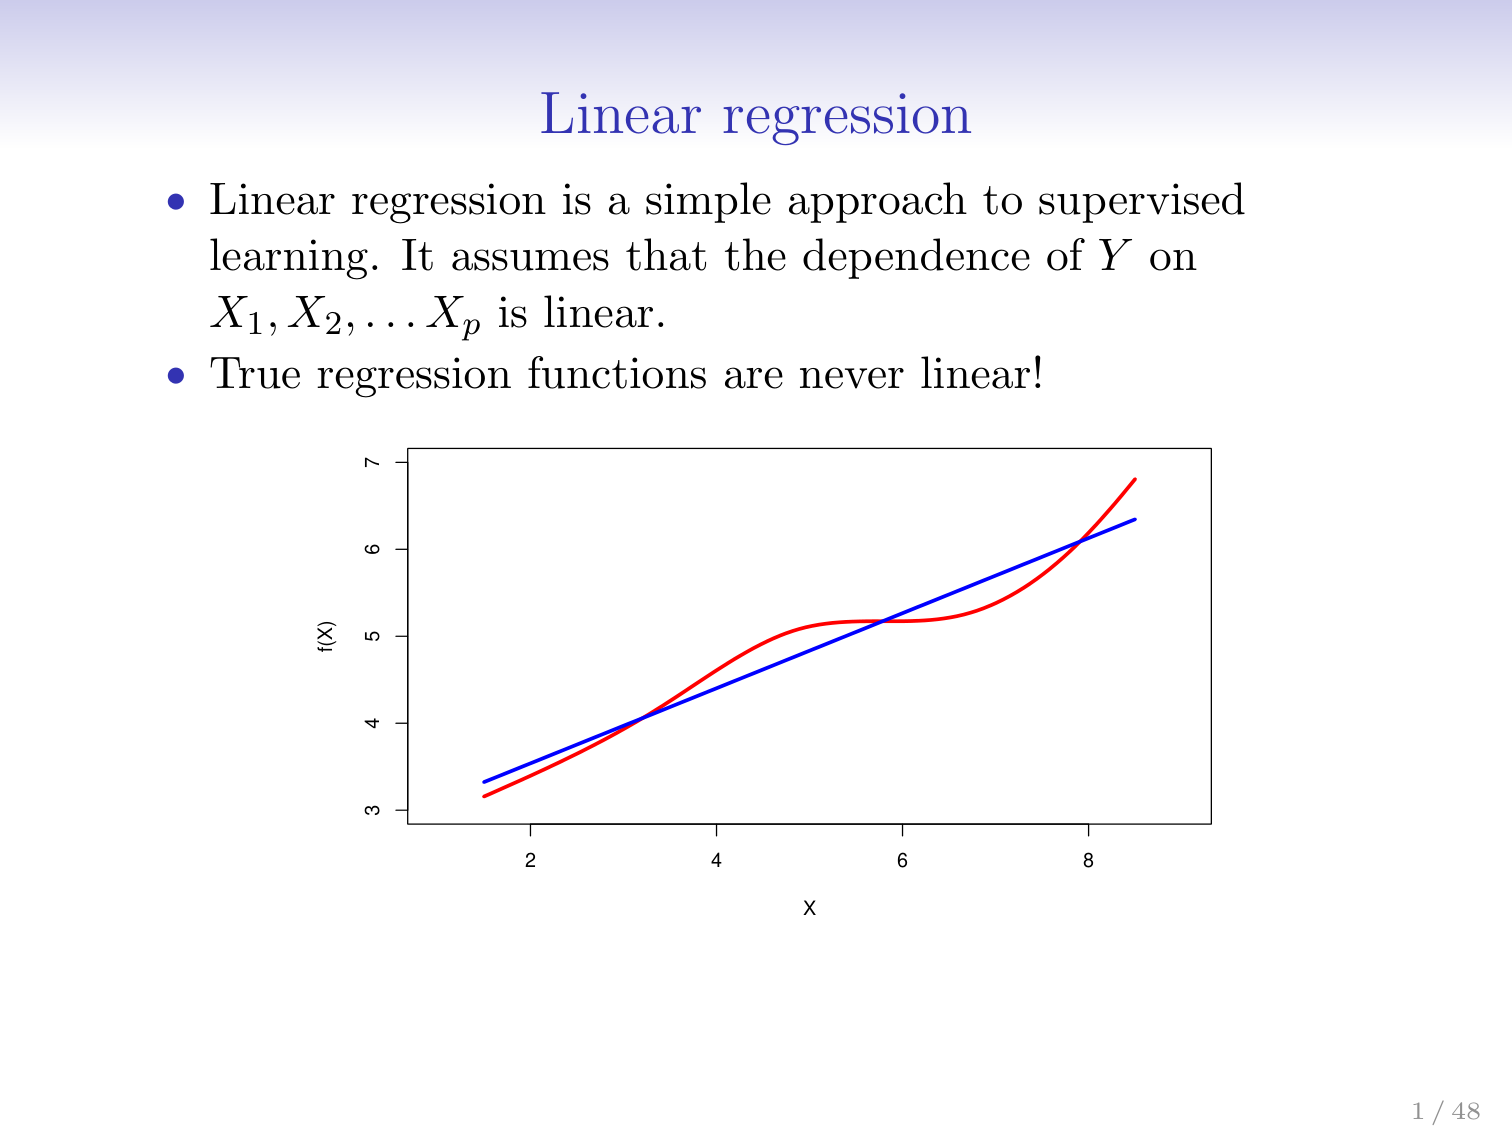 Linear regression
• Linear regression is a simple approach to supervised
learning. It assumes that the dependence of Y on
X₁, X₂, . . . Xₚ is linear.
• True regression functions are never linear!
7
6
5
4
3
f(X)
2 4 6 8
X
1 / 48